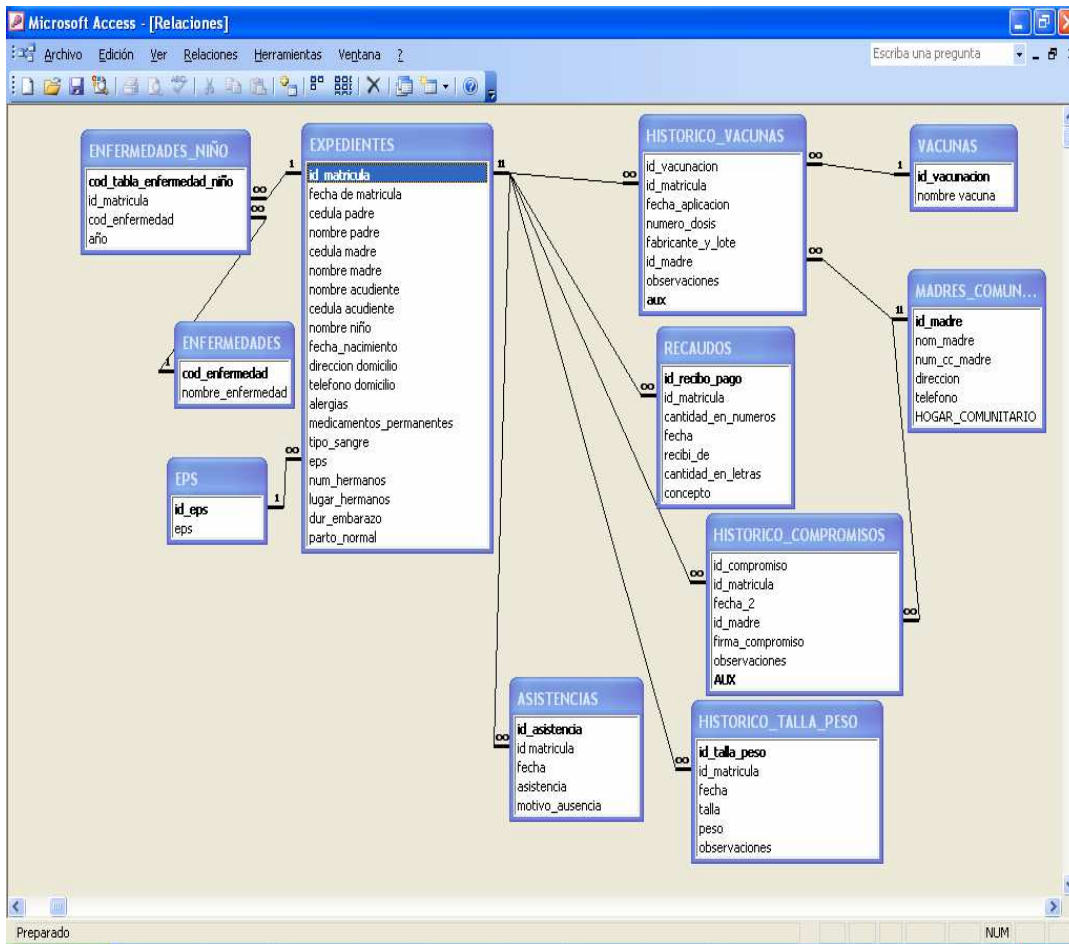 Microsoft Access - [Relaciones]
Archivo Edición Ver Relaciones Herramientas Ventana ?
Escriba una pregunta
ENFERMEDADES_NIÑO
cod_tabla_enfermedad_niño
id_matricula
cod_enfermedad
año
EXPEDIENTES
id_matricula
fecha de matricula
cedula padre
nombre padre
cedula madre
nombre madre
nombre acudiente
cedula acudiente
nombre niño
fecha_nacimiento
direccion domicilio
telefono domicilio
alergias
medicamentos_permanentes
tipo_sangre
eps
num_hermanos
lugar_hermanos
dur_embarazo
parto_normal
HISTORICO_VACUNAS
id_vacunacion
id_matricula
fecha_aplicacion
numero_dosis
fabricante_y_lote
id_madre
observaciones
aux
VACUNAS
id_vacunacion
nombre vacuna
MADRES_COMUN...
id_madre
nom_madre
num_cc_madre
direccion
telefono
HOGAR_COMUNITARIO
ENFERMEDADES
cod_enfermedad
nombre_enfermedad
RECAUDOS
id_recibo_pago
id_matricula
cantidad_en_numeros
fecha
recibi_de
cantidad_en_letras
concepto
EPS
id_eps
eps
HISTORICO_COMPROMISOS
id_compromiso
id_matricula
fecha_2
id_madre
firma_compromiso
observaciones
AUX
ASISTENCIAS
id_asistencia
id matricula
fecha
asistencia
motivo_ausencia
HISTORICO_TALLA_PESO
id_talla_peso
id_matricula
fecha
talla
peso
observaciones
Preparado
NUM